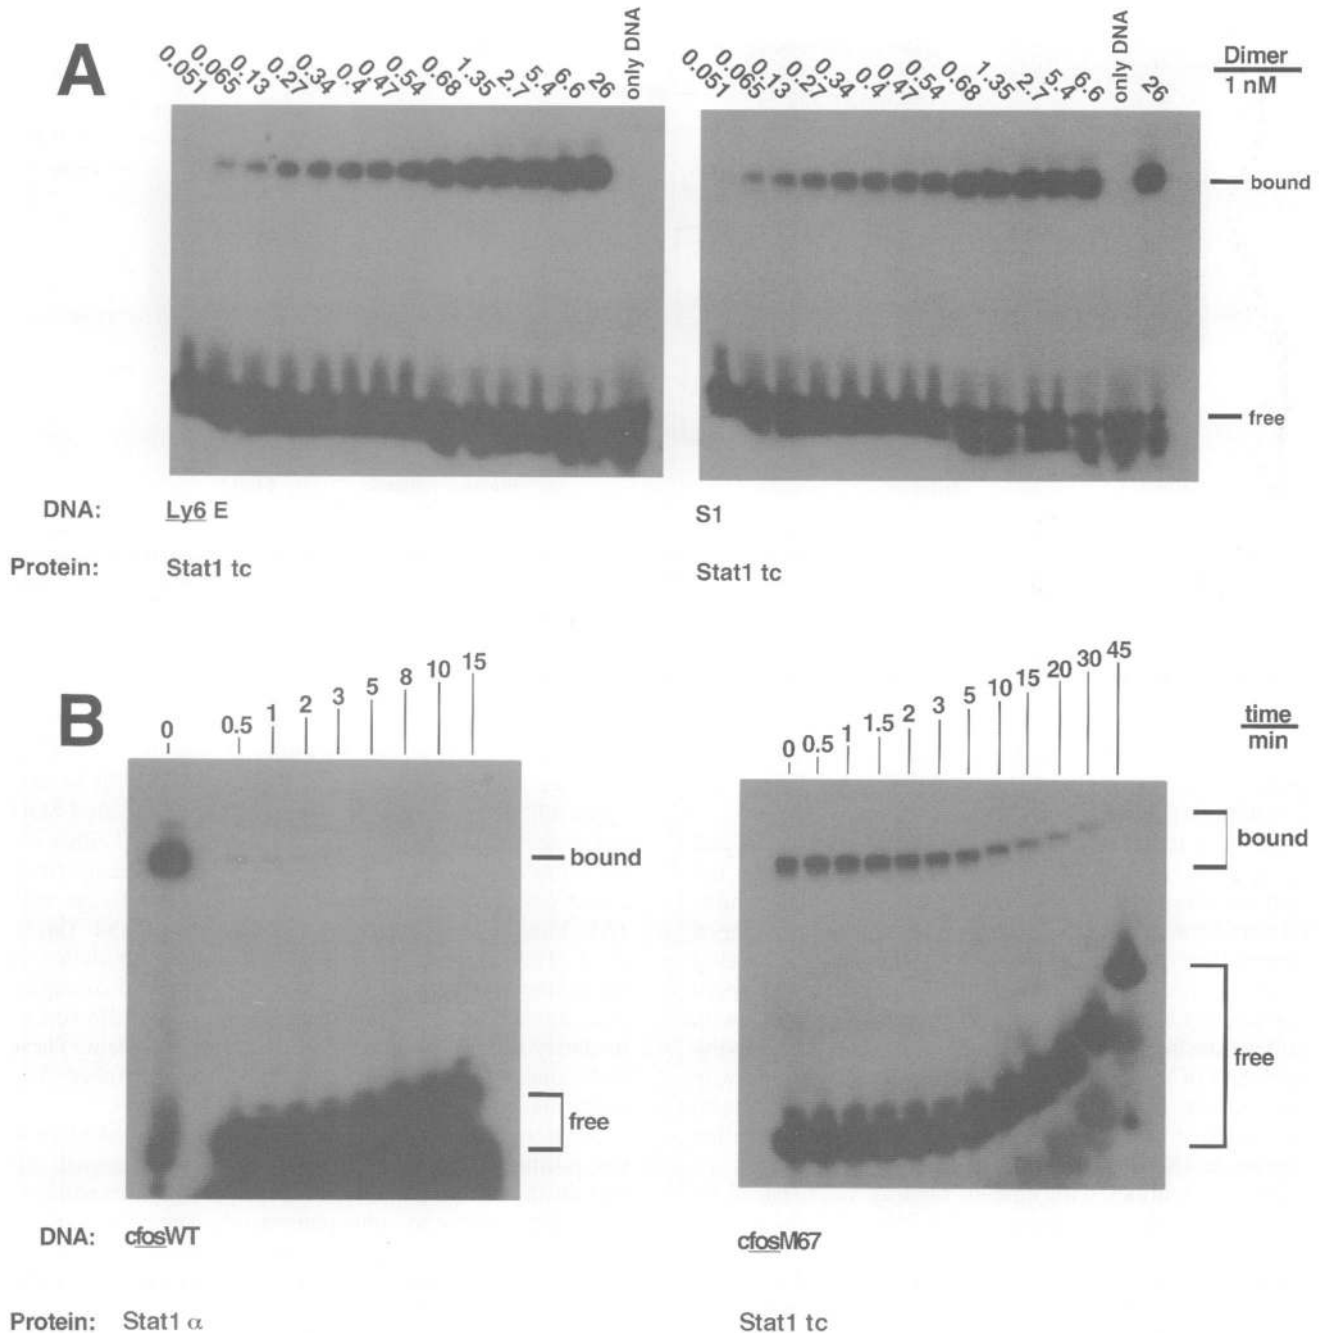 A
0.051 0.065 0.13 0.27 0.34 0.4 0.47 0.54 0.68 1.35 2.7 5.4 6.6 26 only DNA
0.051 0.065 0.13 0.27 0.34 0.4 0.47 0.54 0.68 1.35 2.7 5.4 6.6 only DNA 26
Dimer
1 nM
bound
free
DNA: Ly6 E S1
Protein: Stat1 tc Stat1 tc
B
0 0.5 1 2 3 5 8 10 15
0 0.5 1 1.5 2 3 5 10 15 20 30 45
time
min
bound
bound
free
free
DNA: cfosWT cfosM67
Protein: Stat1 α Stat1 tc